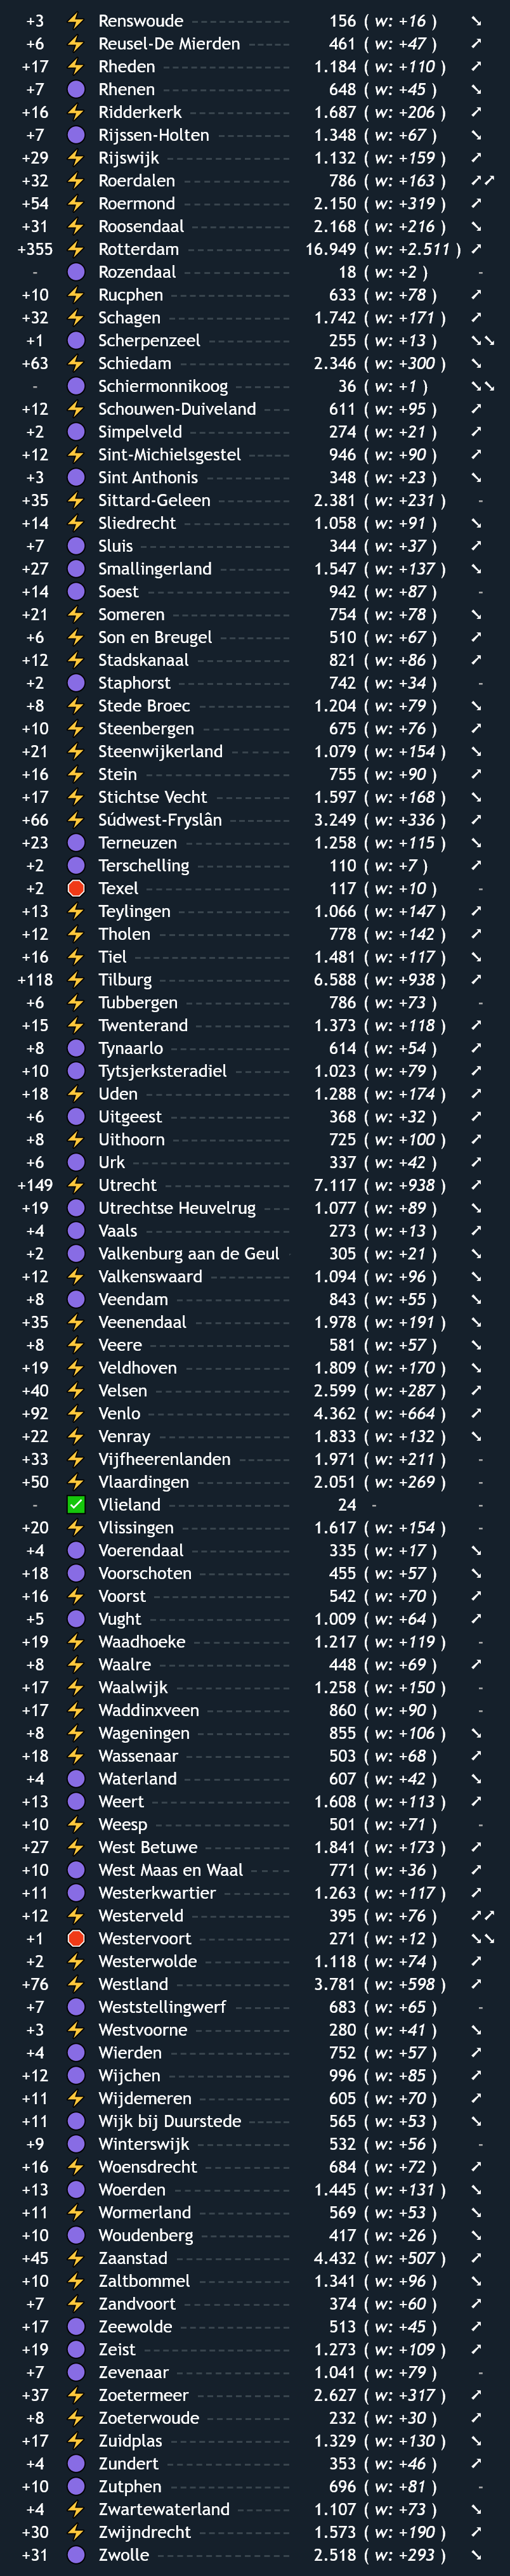 +3 ⚡ Renswoude 156 ( w: +16 ) ↘
+6 ⚡ Reusel-De Mierden 461 ( w: +47 ) ↗
+17 ⚡ Rheden 1.184 ( w: +110 ) ↗
+7 🟣 Rhenen 648 ( w: +45 ) ↘
+16 ⚡ Ridderkerk 1.687 ( w: +206 ) ↗
+7 🟣 Rijssen-Holten 1.348 ( w: +67 ) ↘
+29 ⚡ Rijswijk 1.132 ( w: +159 ) ↗
+32 ⚡ Roerdalen 786 ( w: +163 ) ↗↗
+54 ⚡ Roermond 2.150 ( w: +319 ) ↗
+31 ⚡ Roosendaal 2.168 ( w: +216 ) ↘
+355 ⚡ Rotterdam 16.949 ( w: +2.511 ) ↗
- 🟣 Rozendaal 18 ( w: +2 ) -
+10 ⚡ Rucphen 633 ( w: +78 ) ↗
+32 ⚡ Schagen 1.742 ( w: +171 ) ↗
+1 🟣 Scherpenzeel 255 ( w: +13 ) ↘↘
+63 ⚡ Schiedam 2.346 ( w: +300 ) ↘
- 🟣 Schiermonnikoog 36 ( w: +1 ) ↘↘
+12 ⚡ Schouwen-Duiveland 611 ( w: +95 ) ↗
+2 🟣 Simpelveld 274 ( w: +21 ) ↗
+12 ⚡ Sint-Michielsgestel 946 ( w: +90 ) ↗
+3 🟣 Sint Anthonis 348 ( w: +23 ) ↘
+35 ⚡ Sittard-Geleen 2.381 ( w: +231 ) -
+14 ⚡ Sliedrecht 1.058 ( w: +91 ) ↘
+7 🟣 Sluis 344 ( w: +37 ) ↗
+27 🟣 Smallingerland 1.547 ( w: +137 ) ↘
+14 🟣 Soest 942 ( w: +87 ) -
+21 ⚡ Someren 754 ( w: +78 ) ↘
+6 ⚡ Son en Breugel 510 ( w: +67 ) ↗
+12 ⚡ Stadskanaal 821 ( w: +86 ) ↗
+2 🟣 Staphorst 742 ( w: +34 ) -
+8 ⚡ Stede Broec 1.204 ( w: +79 ) ↘
+10 ⚡ Steenbergen 675 ( w: +76 ) ↗
+21 ⚡ Steenwijkerland 1.079 ( w: +154 ) ↘
+16 ⚡ Stein 755 ( w: +90 ) ↗
+17 ⚡ Stichtse Vecht 1.597 ( w: +168 ) ↘
+66 ⚡ Súdwest-Fryslân 3.249 ( w: +336 ) ↗
+23 🟣 Terneuzen 1.258 ( w: +115 ) ↘
+2 🟣 Terschelling 110 ( w: +7 ) ↗
+2 🛑 Texel 117 ( w: +10 ) -
+13 ⚡ Teylingen 1.066 ( w: +147 ) ↗
+12 ⚡ Tholen 778 ( w: +142 ) ↗
+16 ⚡ Tiel 1.481 ( w: +117 ) ↘
+118 ⚡ Tilburg 6.588 ( w: +938 ) ↗
+6 ⚡ Tubbergen 786 ( w: +73 ) -
+15 ⚡ Twenterand 1.373 ( w: +118 ) ↗
+8 🟣 Tynaarlo 614 ( w: +54 ) ↗
+10 🟣 Tytsjerksteradiel 1.023 ( w: +79 ) ↗
+18 ⚡ Uden 1.288 ( w: +174 ) ↗
+6 🟣 Uitgeest 368 ( w: +32 ) ↗
+8 ⚡ Uithoorn 725 ( w: +100 ) ↗
+6 🟣 Urk 337 ( w: +42 ) ↗
+149 ⚡ Utrecht 7.117 ( w: +938 ) ↗
+19 🟣 Utrechtse Heuvelrug 1.077 ( w: +89 ) ↘
+4 🟣 Vaals 273 ( w: +13 ) ↗
+2 🟣 Valkenburg aan de Geul 305 ( w: +21 ) ↘
+12 ⚡ Valkenswaard 1.094 ( w: +96 ) ↘
+8 🟣 Veendam 843 ( w: +55 ) ↘
+35 ⚡ Veenendaal 1.978 ( w: +191 ) ↘
+8 ⚡ Veere 581 ( w: +57 ) ↘
+19 ⚡ Veldhoven 1.809 ( w: +170 ) ↘
+40 ⚡ Velsen 2.599 ( w: +287 ) ↗
+92 ⚡ Venlo 4.362 ( w: +664 ) ↗
+22 ⚡ Venray 1.833 ( w: +132 ) ↘
+33 ⚡ Vijfheerenlanden 1.971 ( w: +211 ) -
+50 ⚡ Vlaardingen 2.051 ( w: +269 ) -
- ✅ Vlieland 24 - -
+20 ⚡ Vlissingen 1.617 ( w: +154 ) -
+4 🟣 Voerendaal 335 ( w: +17 ) ↘
+18 🟣 Voorschoten 455 ( w: +57 ) ↘
+16 ⚡ Voorst 542 ( w: +70 ) ↗
+5 🟣 Vught 1.009 ( w: +64 ) ↗
+19 ⚡ Waadhoeke 1.217 ( w: +119 ) -
+8 ⚡ Waalre 448 ( w: +69 ) ↗
+17 ⚡ Waalwijk 1.258 ( w: +150 ) -
+17 ⚡ Waddinxveen 860 ( w: +90 ) -
+8 ⚡ Wageningen 855 ( w: +106 ) ↘
+18 ⚡ Wassenaar 503 ( w: +68 ) ↗
+4 🟣 Waterland 607 ( w: +42 ) ↘
+13 🟣 Weert 1.608 ( w: +113 ) ↗
+10 ⚡ Weesp 501 ( w: +71 ) -
+27 ⚡ West Betuwe 1.841 ( w: +173 ) ↗
+10 🟣 West Maas en Waal 771 ( w: +36 ) ↗
+11 🟣 Westerkwartier 1.263 ( w: +117 ) ↗
+12 ⚡ Westerveld 395 ( w: +76 ) ↗↗
+1 🛑 Westervoort 271 ( w: +12 ) ↘↘
+2 ⚡ Westerwolde 1.118 ( w: +74 ) ↗
+76 ⚡ Westland 3.781 ( w: +598 ) ↗
+7 🟣 Weststellingwerf 683 ( w: +65 ) -
+3 ⚡ Westvoorne 280 ( w: +41 ) ↘
+4 🟣 Wierden 752 ( w: +57 ) ↗
+12 🟣 Wijchen 996 ( w: +85 ) ↗
+11 ⚡ Wijdemeren 605 ( w: +70 ) ↗
+11 🟣 Wijk bij Duurstede 565 ( w: +53 ) ↘
+9 🟣 Winterswijk 532 ( w: +56 ) -
+16 ⚡ Woensdrecht 684 ( w: +72 ) ↗
+13 🟣 Woerden 1.445 ( w: +131 ) ↘
+11 ⚡ Wormerland 569 ( w: +53 ) ↘
+10 🟣 Woudenberg 417 ( w: +26 ) ↘
+45 ⚡ Zaanstad 4.432 ( w: +507 ) ↗
+10 ⚡ Zaltbommel 1.341 ( w: +96 ) ↘
+7 ⚡ Zandvoort 374 ( w: +60 ) ↗
+17 🟣 Zeewolde 513 ( w: +45 ) ↗
+19 🟣 Zeist 1.273 ( w: +109 ) ↗
+7 🟣 Zevenaar 1.041 ( w: +79 ) -
+37 ⚡ Zoetermeer 2.627 ( w: +317 ) ↗
+8 ⚡ Zoeterwoude 232 ( w: +30 ) ↗
+17 ⚡ Zuidplas 1.329 ( w: +130 ) ↘
+4 🟣 Zundert 353 ( w: +46 ) ↗
+10 🟣 Zutphen 696 ( w: +81 ) -
+4 ⚡ Zwartewaterland 1.107 ( w: +73 ) ↘
+30 ⚡ Zwijndrecht 1.573 ( w: +190 ) ↗
+31 🟣 Zwolle 2.518 ( w: +293 ) ↘